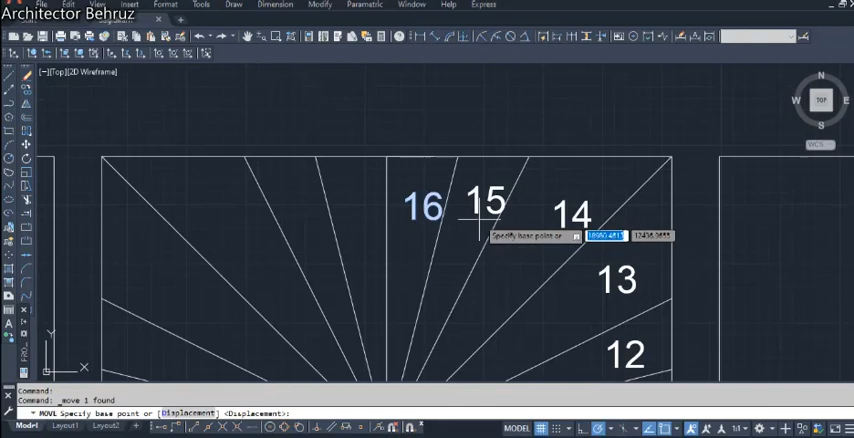 File Edit View Insert Format Tools Draw Dimension Modify Parametric Window Help Express
Architector Behruz
[−][Top][2D Wireframe]
N
W TOP E
S
WCS
16 15 14
Specify base point or
13
12
Y
X
Command:
Command: _move 1 found
MOVE Specify base point or [Displacement] <Displacement>:
Model Layout1 Layout2 +
MODEL
1:1